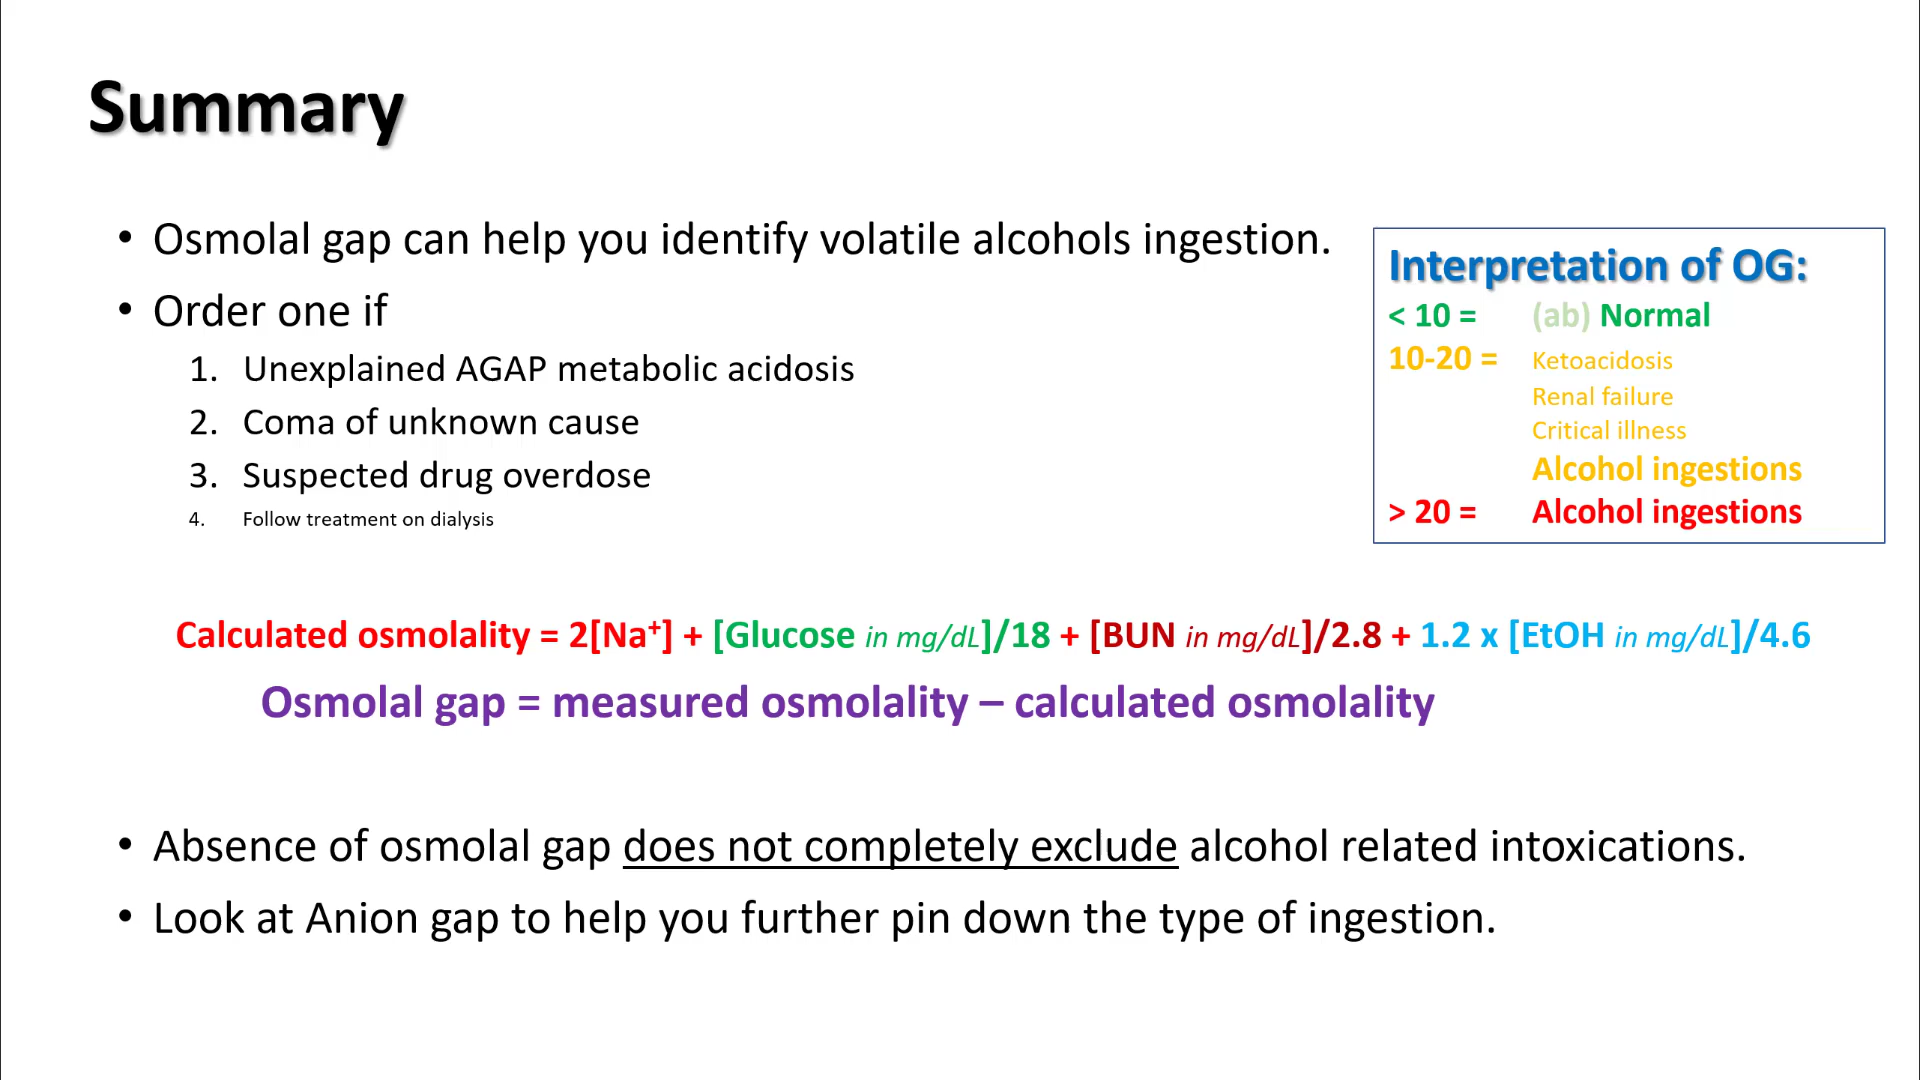 Summary
• Osmolal gap can help you identify volatile alcohols ingestion.
• Order one if
1. Unexplained AGAP metabolic acidosis
2. Coma of unknown cause
3. Suspected drug overdose
4. Follow treatment on dialysis
Interpretation of OG:
< 10 = (ab) Normal
10-20 = Ketoacidosis
Renal failure
Critical illness
Alcohol ingestions
> 20 = Alcohol ingestions
Calculated osmolality = 2[Na⁺] + [Glucose in mg/dL]/18 + [BUN in mg/dL]/2.8 + 1.2 x [EtOH in mg/dL]/4.6
Osmolal gap = measured osmolality – calculated osmolality
• Absence of osmolal gap does not completely exclude alcohol related intoxications.
• Look at Anion gap to help you further pin down the type of ingestion.